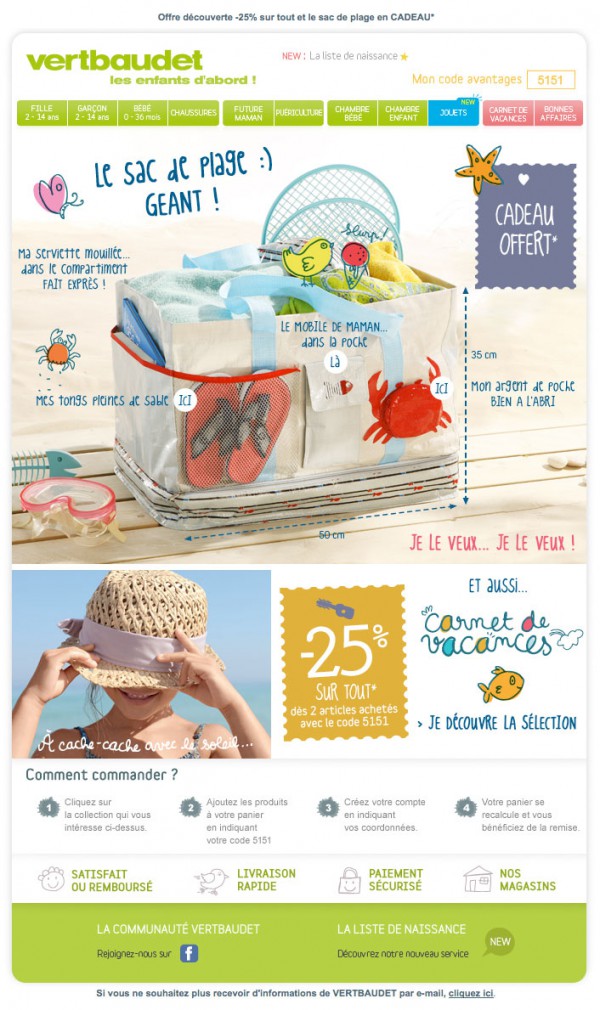 Offre découverte -25% sur tout et le sac de plage en CADEAU*
vertbaudet
les enfants d'abord !
NEW : La liste de naissance
Mon code avantages 5151
FILLE
2 - 14 ans
GARÇON
2 - 14 ans
BÉBÉ
0 - 36 mois
CHAUSSURES
FUTURE
MAMAN
PUÉRICULTURE
CHAMBRE
BÉBÉ
CHAMBRE
ENFANT
NEW
JOUETS
CARNET DE
VACANCES
BONNES
AFFAIRES
Le sac de plage :)
GEANT !
CADEAU
OFFERT*
Slurp!
Ma serviette mouillée...
dans le compartiment
FAIT EXPRÈS !
LE MOBILE DE MAMAN...
dans la poche
Là
35 cm
Mes tongs pleines de sable ICI
ICI Mon argent de poche
BIEN A L'ABRI
50 cm
JE LE VEUX... JE LE VEUX !
À cache-cache avec le soleil...
-25%
SUR TOUT*
dès 2 articles achetés
avec le code 5151
ET AUSSI...
Carnet de
vacances
> JE DÉCOUVRE LA SÉLECTION
Comment commander ?
1 Cliquez sur
la collection qui vous
intéresse ci-dessus.
2 Ajoutez les produits
à votre panier
en indiquant
votre code 5151
3 Créez votre compte
en indiquant
vos coordonnées.
4 Votre panier se
recalcule et vous
bénéficiez de la remise.
SATISFAIT
OU REMBOURSÉ
LIVRAISON
RAPIDE
PAIEMENT
SÉCURISÉ
NOS
MAGASINS
LA COMMUNAUTÉ VERTBAUDET
Rejoignez-nous sur f
LA LISTE DE NAISSANCE
Découvrez notre nouveau service
NEW
Si vous ne souhaitez plus recevoir d'informations de VERTBAUDET par e-mail, cliquez ici.